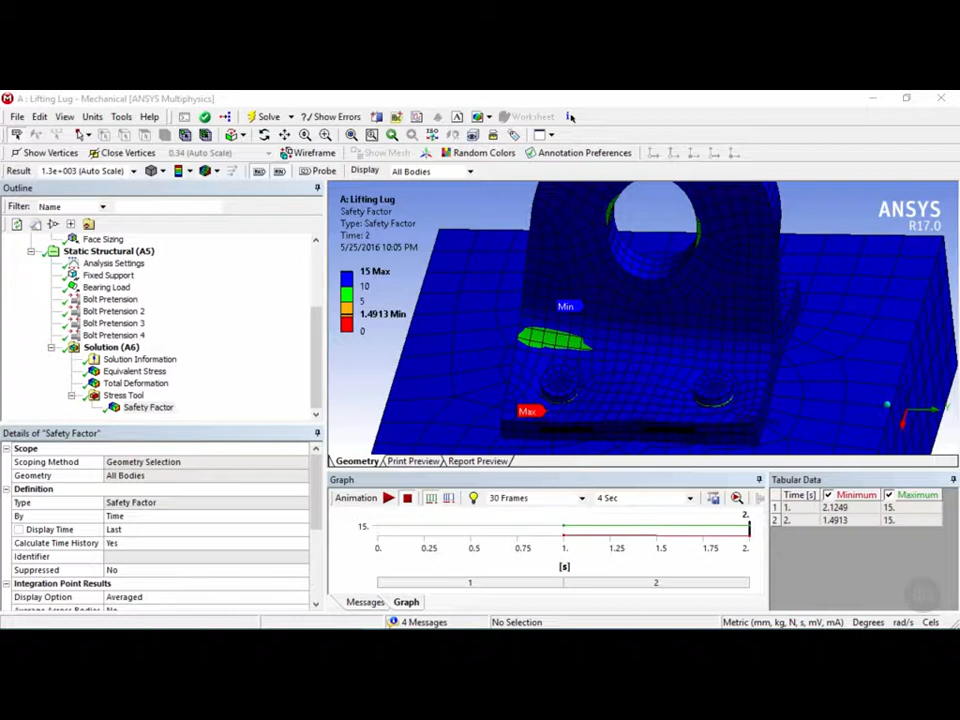 A : Lifting Lug - Mechanical [ANSYS Multiphysics]
File Edit View Units Tools Help Solve ?/ Show Errors Worksheet
Show Vertices Close Vertices 0.34 (Auto Scale) Wireframe Show Mesh Random Colors Annotation Preferences
Result 1.3e+003 (Auto Scale) Probe Display All Bodies
Outline
Filter: Name
Face Sizing
Static Structural (A5)
Analysis Settings
Fixed Support
Bearing Load
Bolt Pretension
Bolt Pretension 2
Bolt Pretension 3
Bolt Pretension 4
Solution (A6)
Solution Information
Equivalent Stress
Total Deformation
Stress Tool
Safety Factor
Details of "Safety Factor"
Scope
Scoping Method Geometry Selection
Geometry All Bodies
Definition
Type Safety Factor
By Time
Display Time Last
Calculate Time History Yes
Identifier
Suppressed No
Integration Point Results
Display Option Averaged
A: Lifting Lug
Safety Factor
Type: Safety Factor
Time: 2
5/25/2016 10:05 PM
15 Max
10
5
1.4913 Min
0
ANSYS
R17.0
Min
Max
Geometry Print Preview Report Preview
Graph
Animation 30 Frames 4 Sec
2.
15.
0. 0.25 0.5 0.75 1. 1.25 1.5 1.75 2.
[s]
1 2
Messages Graph
Tabular Data
Time [s] Minimum Maximum
1 1. 2.1249 15.
2 2. 1.4913 15.
4 Messages No Selection Metric (mm, kg, N, s, mV, mA) Degrees rad/s Cels